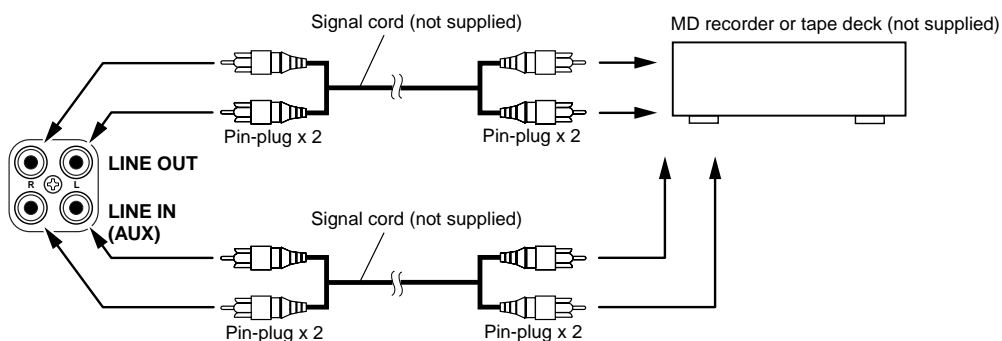 Signal cord (not supplied)
MD recorder or tape deck (not supplied)
Pin-plug x 2
Pin-plug x 2
LINE OUT
R L
LINE IN
(AUX)
Signal cord (not supplied)
Pin-plug x 2
Pin-plug x 2